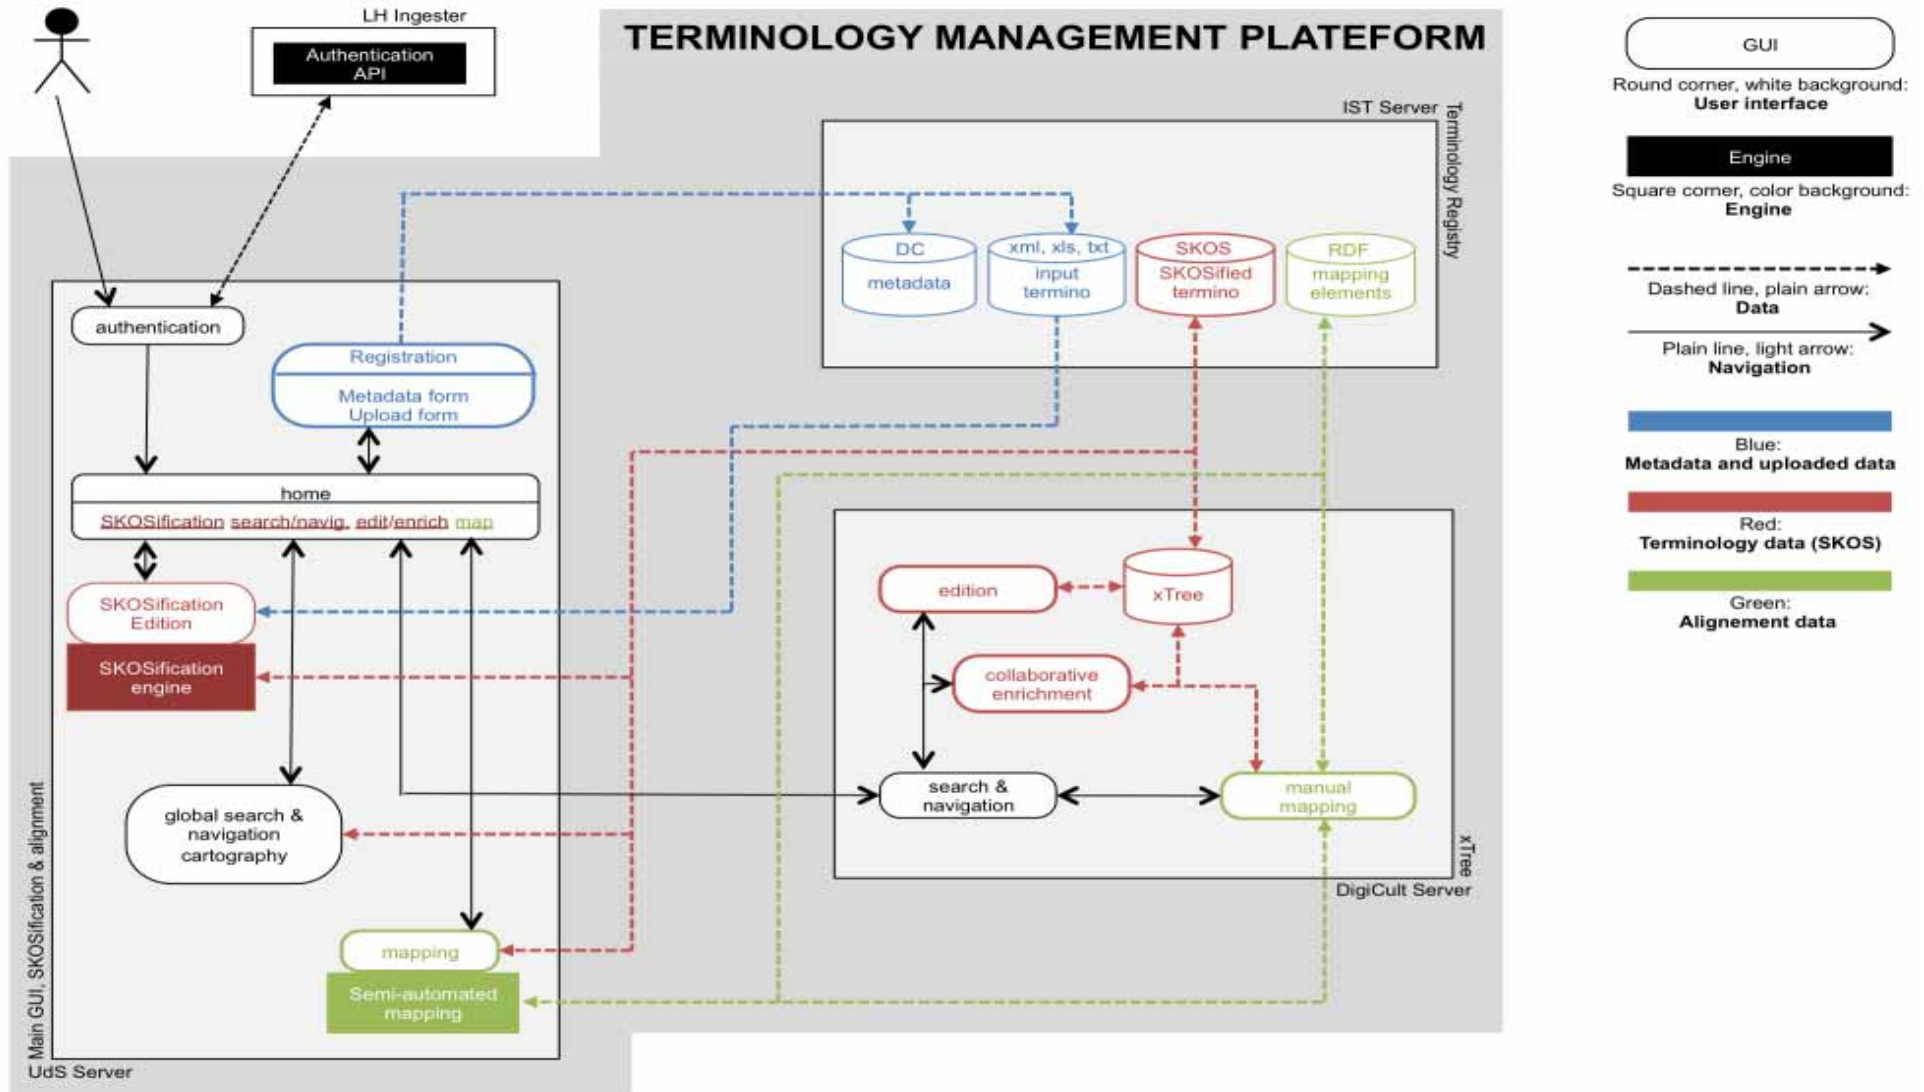 LH Ingester
Authentication
API
TERMINOLOGY MANAGEMENT PLATEFORM
IST Server
Terminology Registry
DC
metadata
xml, xls, txt
input
termino
SKOS
SKOSified
termino
RDF
mapping
elements
authentication
Registration
Metadata form
Upload form
home
SKOSification search/navig. edit/enrich map
SKOSification
Edition
SKOSification
engine
global search &
navigation
cartography
mapping
Semi-automated
mapping
Main GUI, SKOSification & alignment
UdS Server
edition
xTree
collaborative
enrichment
search &
navigation
manual
mapping
xTree
DigiCult Server
GUI
Round corner, white background:
User interface
Engine
Square corner, color background:
Engine
Dashed line, plain arrow:
Data
Plain line, light arrow:
Navigation
Blue:
Metadata and uploaded data
Red:
Terminology data (SKOS)
Green:
Alignement data